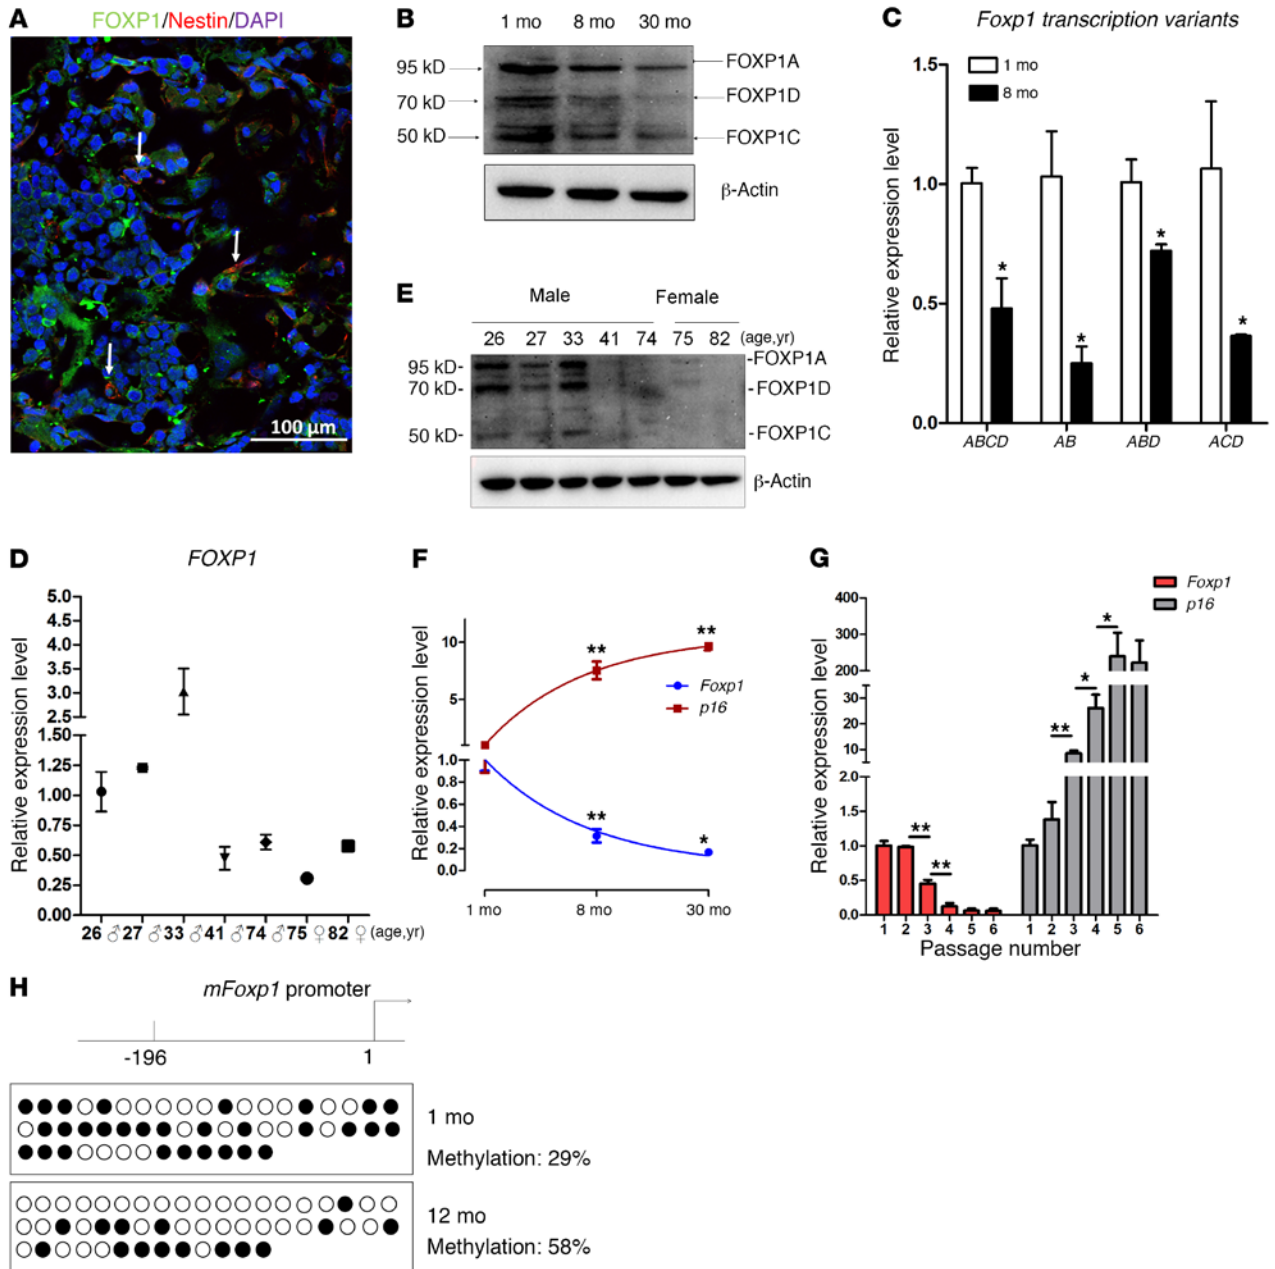 A
FOXP1/Nestin/DAPI
100 µm
B
1 mo 8 mo 30 mo
95 kD
70 kD
50 kD
FOXP1A
FOXP1D
FOXP1C
β-Actin
C
Foxp1 transcription variants
1 mo
8 mo
Relative expression level
1.5
1.0
0.5
0.0
ABCD AB ABD ACD
E
Male Female
26 27 33 41 74 75 82 (age,yr)
95 kD-
70 kD-
50 kD-
-FOXP1A
-FOXP1D
-FOXP1C
β-Actin
D
FOXP1
Relative expression level
5.0
4.5
4.0
3.5
3.0
2.5
1.50
1.25
1.00
0.75
0.50
0.25
0.00
26 ♂ 27 ♂ 33 ♂ 41 ♂ 74 ♂ 75 ♀ 82 ♀ (age,yr)
F
Relative expression level
10
5
1.0
0.8
0.6
0.4
0.2
0.0
** **
** *
Foxp1
p16
1 mo 8 mo 30 mo
G
Foxp1
p16
Relative expression level
400
300
200
30
20
10
2.0
1.5
1.0
0.5
0.0
** ** ** * *
1 2 3 4 5 6 1 2 3 4 5 6
Passage number
H
mFoxp1 promoter
-196 1
1 mo
Methylation: 29%
12 mo
Methylation: 58%